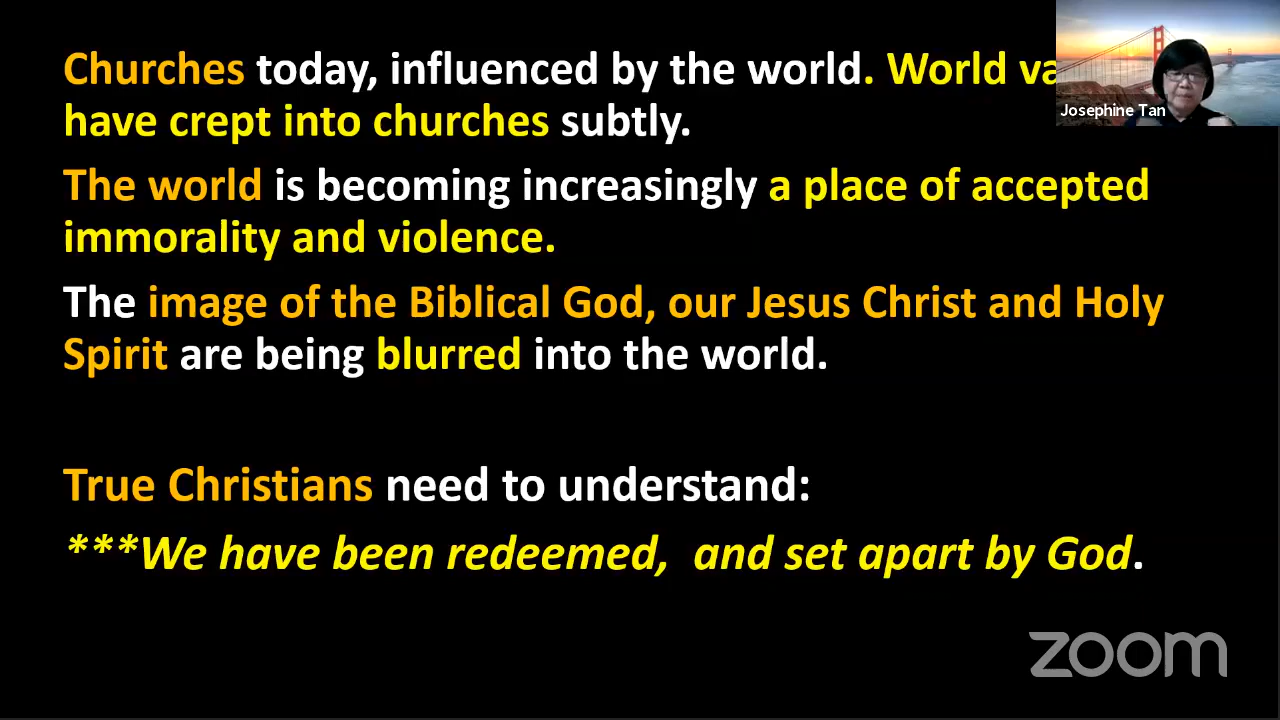 Churches today, influenced by the world. World
have crept into churches subtly.
The world is becoming increasingly a place of accepted
immorality and violence.
The image of the Biblical God, our Jesus Christ and Holy
Spirit are being blurred into the world.
True Christians need to understand:
***We have been redeemed,  and set apart by God.
Josephine Tan
zoom